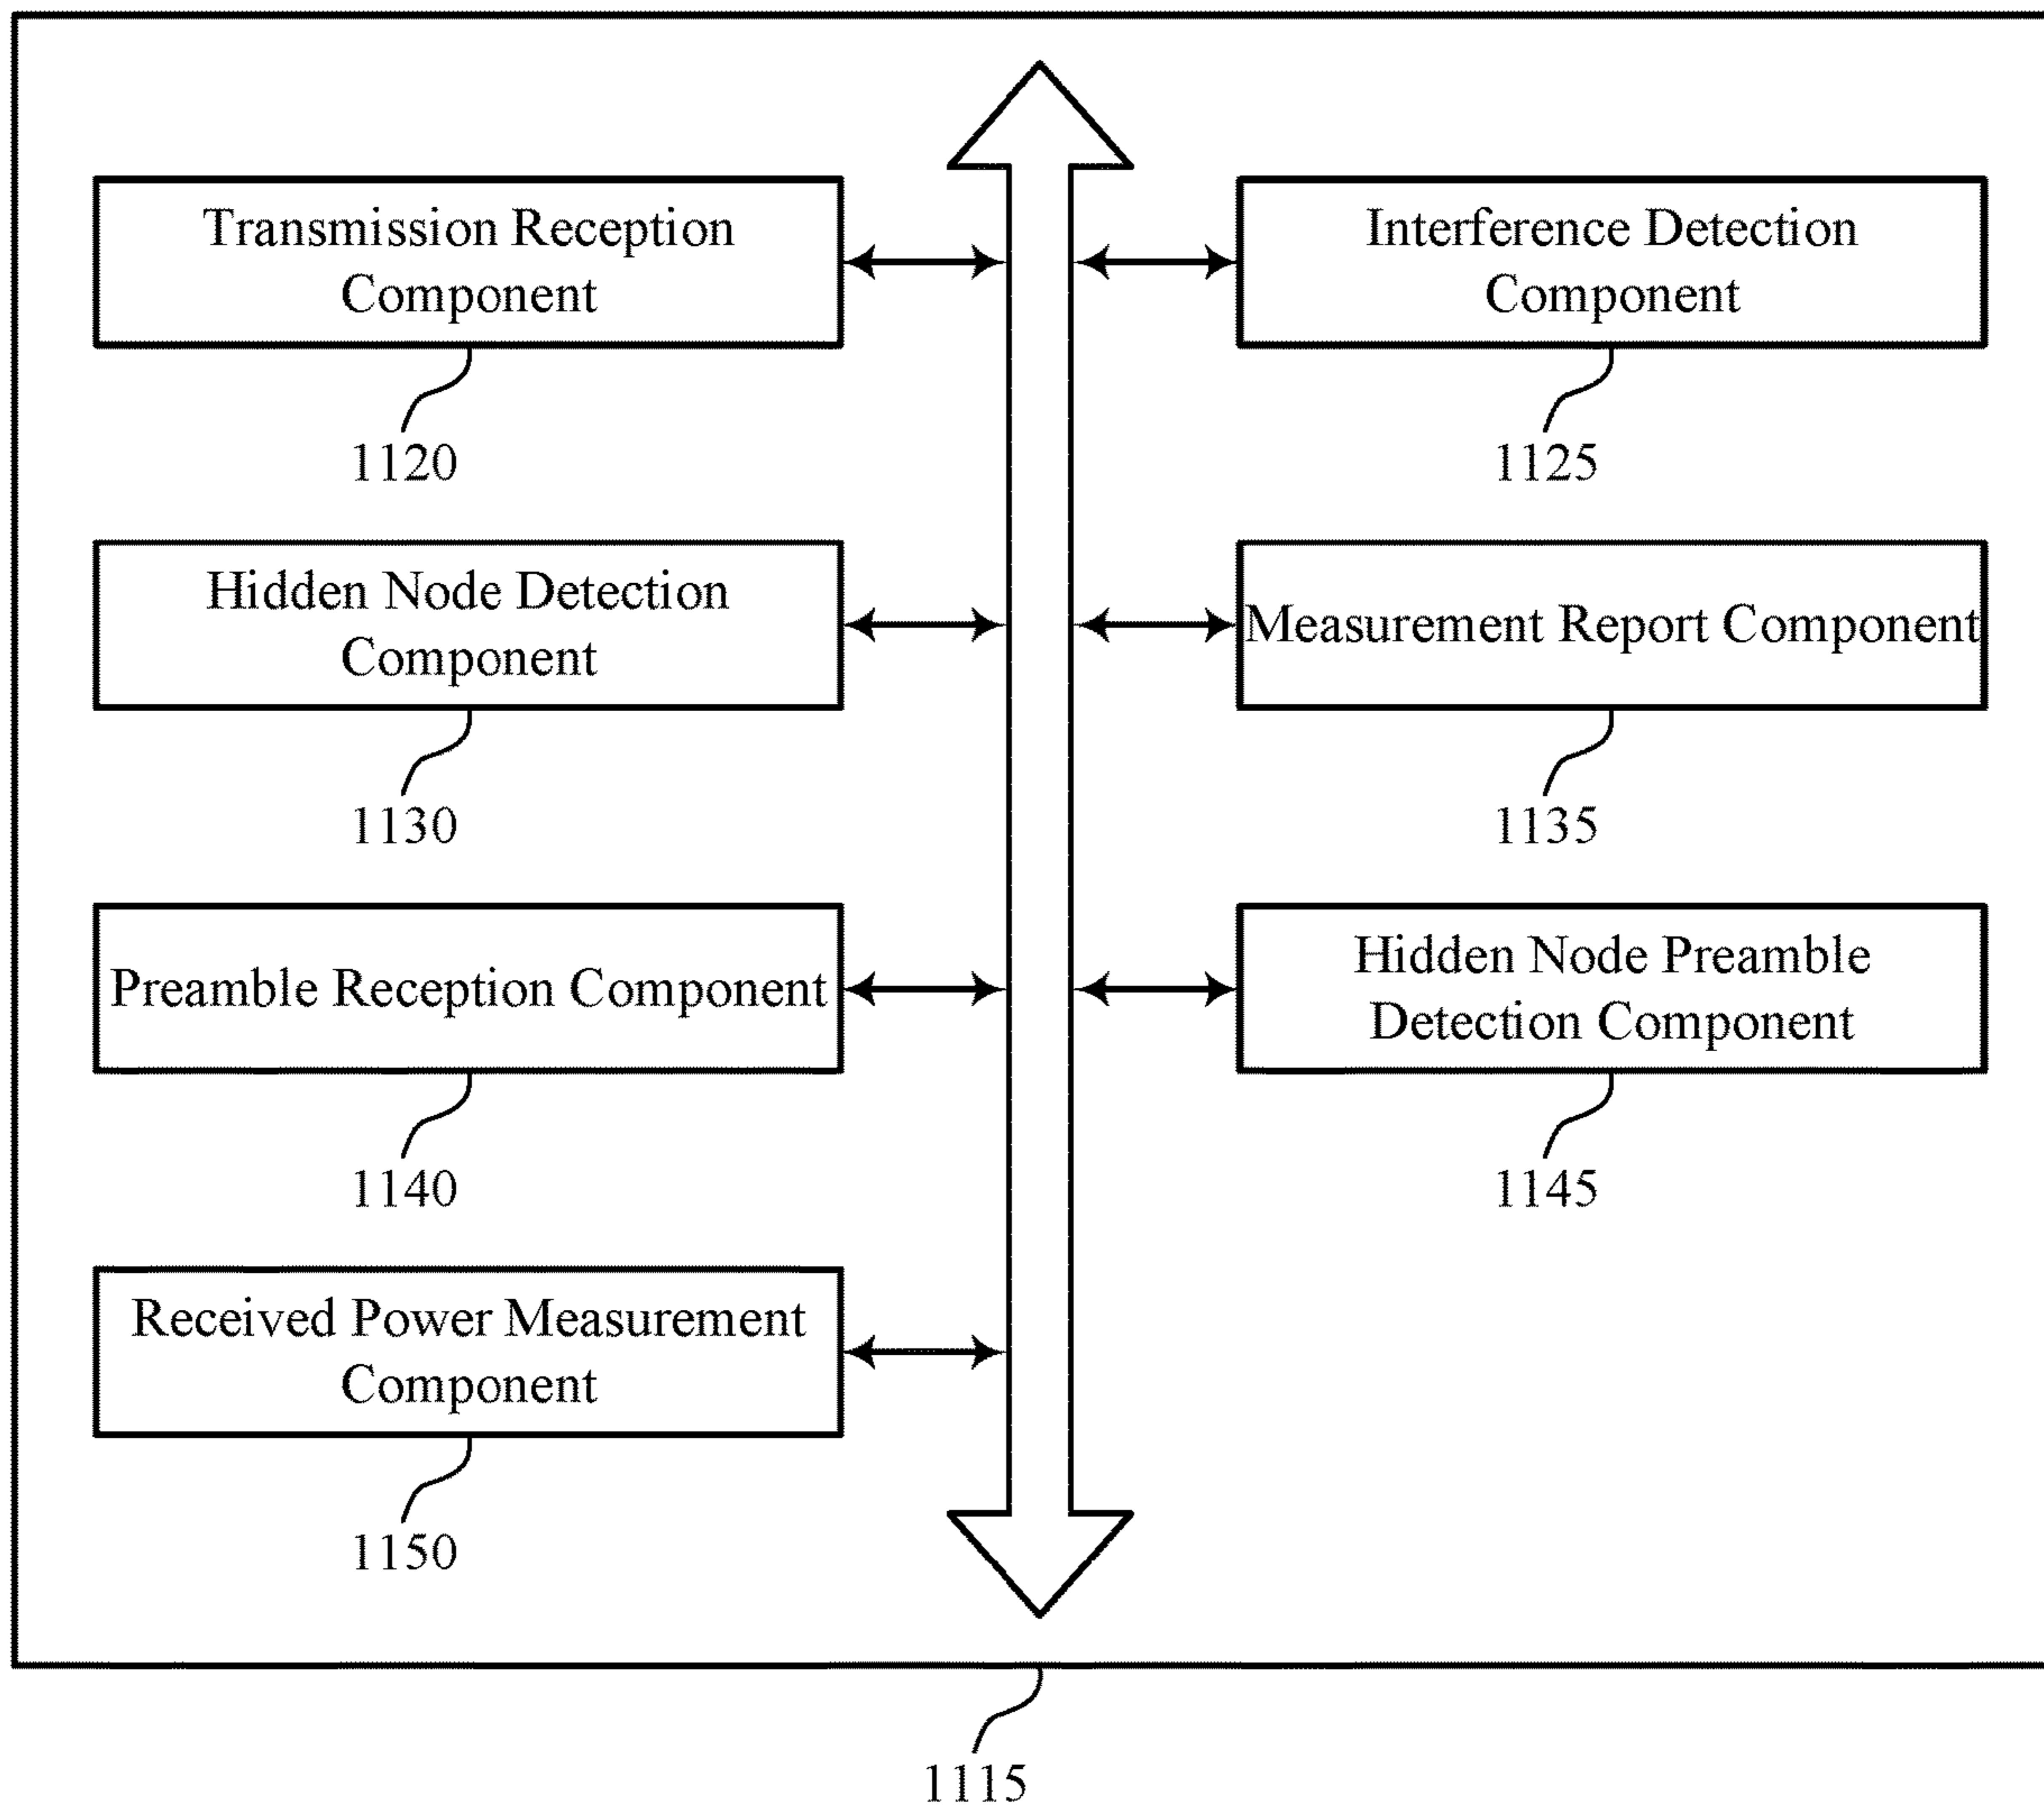 Transmission Reception
Component
1120
Interference Detection
Component
1125
Hidden Node Detection
Component
1130
Measurement Report Component
1135
Preamble Reception Component
1140
Hidden Node Preamble
Detection Component
1145
Received Power Measurement
Component
1150
1115